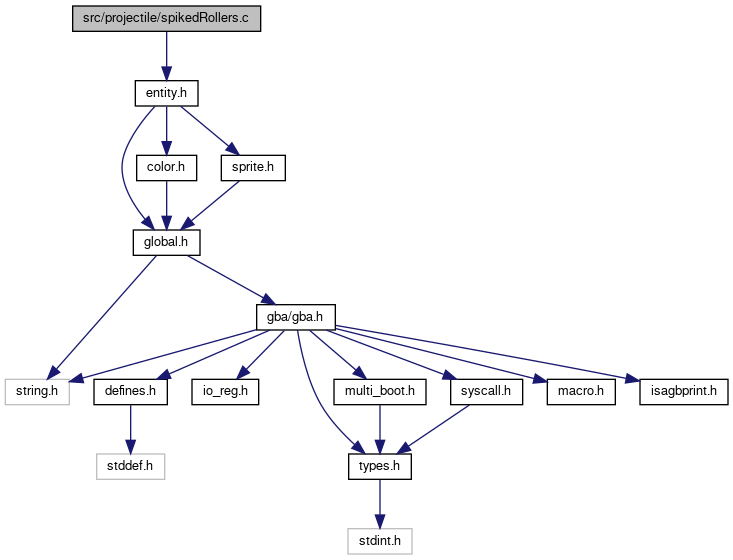 src/projectile/spikedRollers.c
entity.h
color.h
sprite.h
global.h
gba/gba.h
string.h
defines.h
io_reg.h
multi_boot.h
syscall.h
macro.h
isagbprint.h
stddef.h
types.h
stdint.h